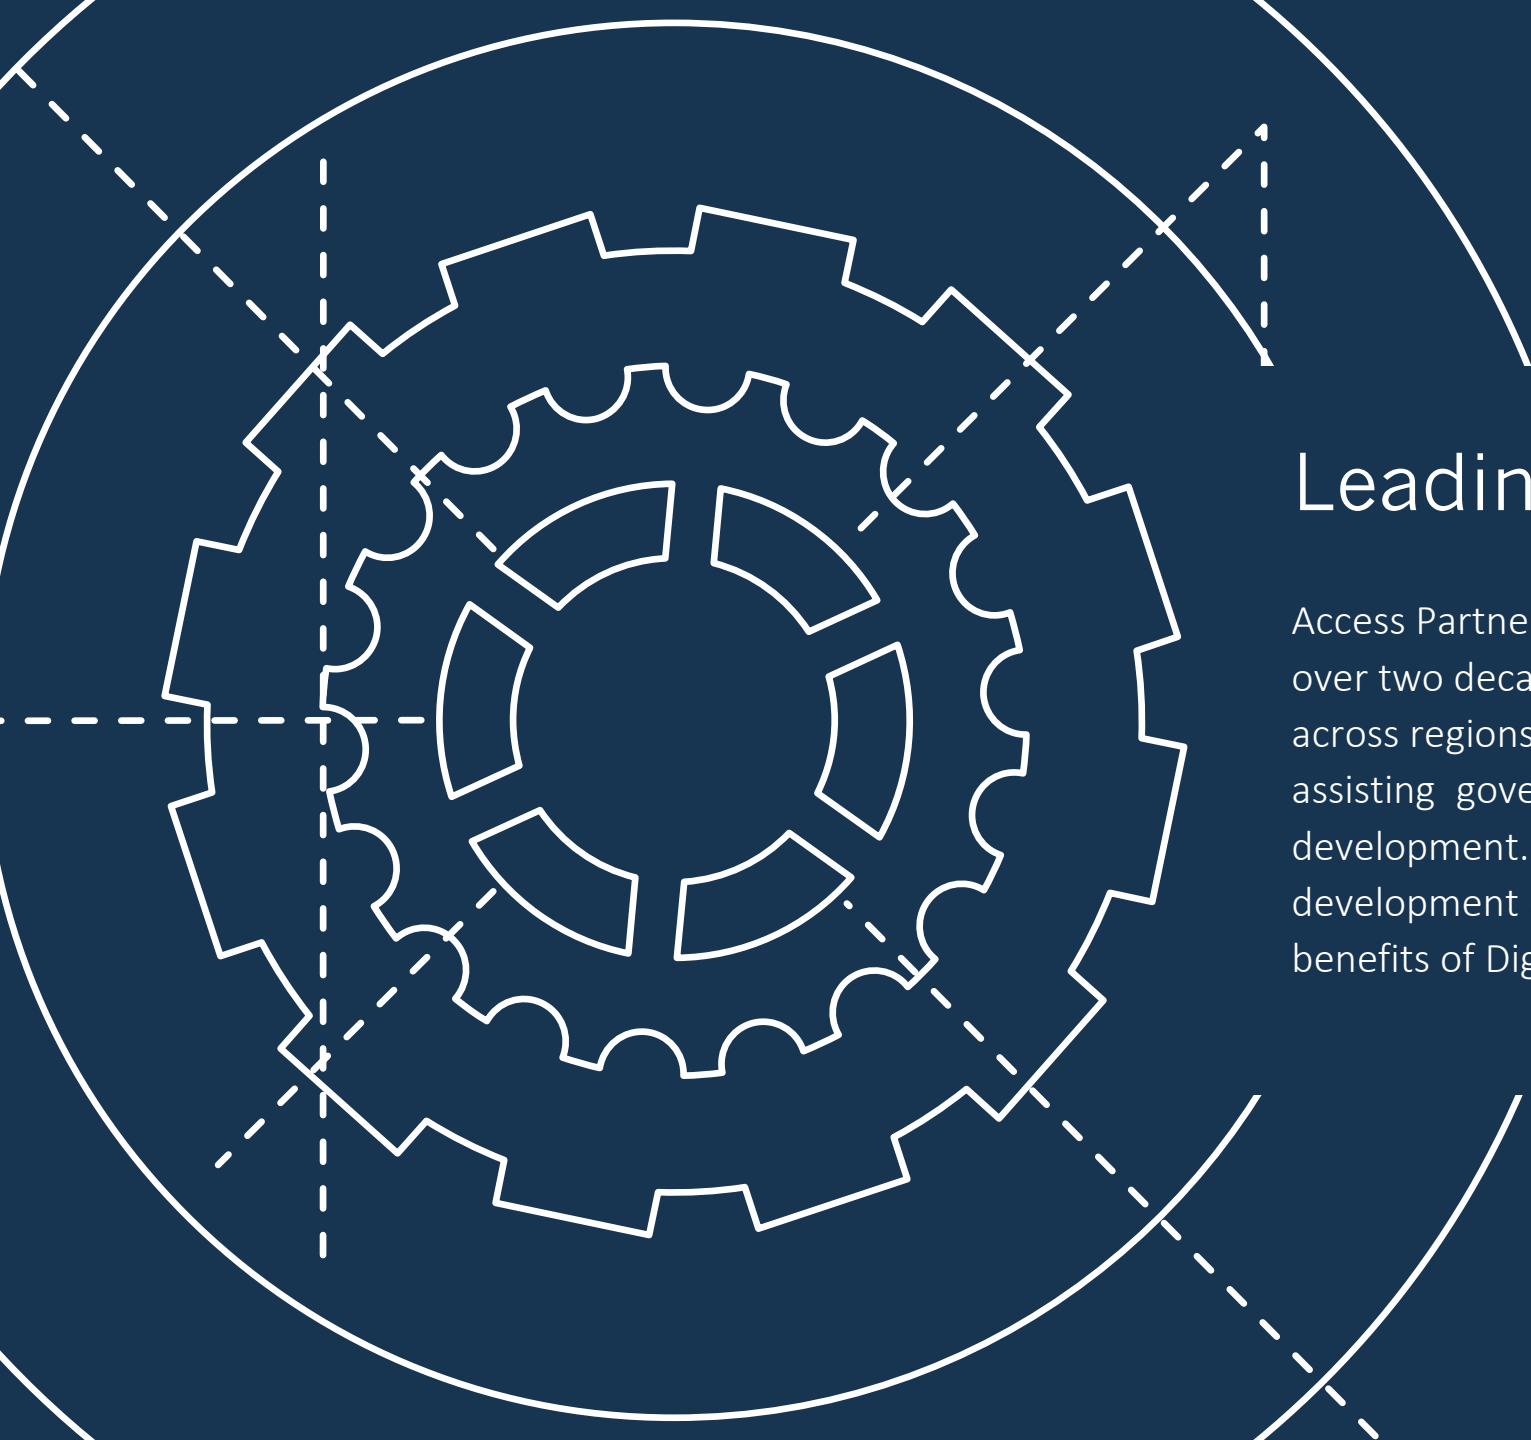 Leadin
Access Partne
over two deca
across regions
assisting gove
development.
development
benefits of Dig